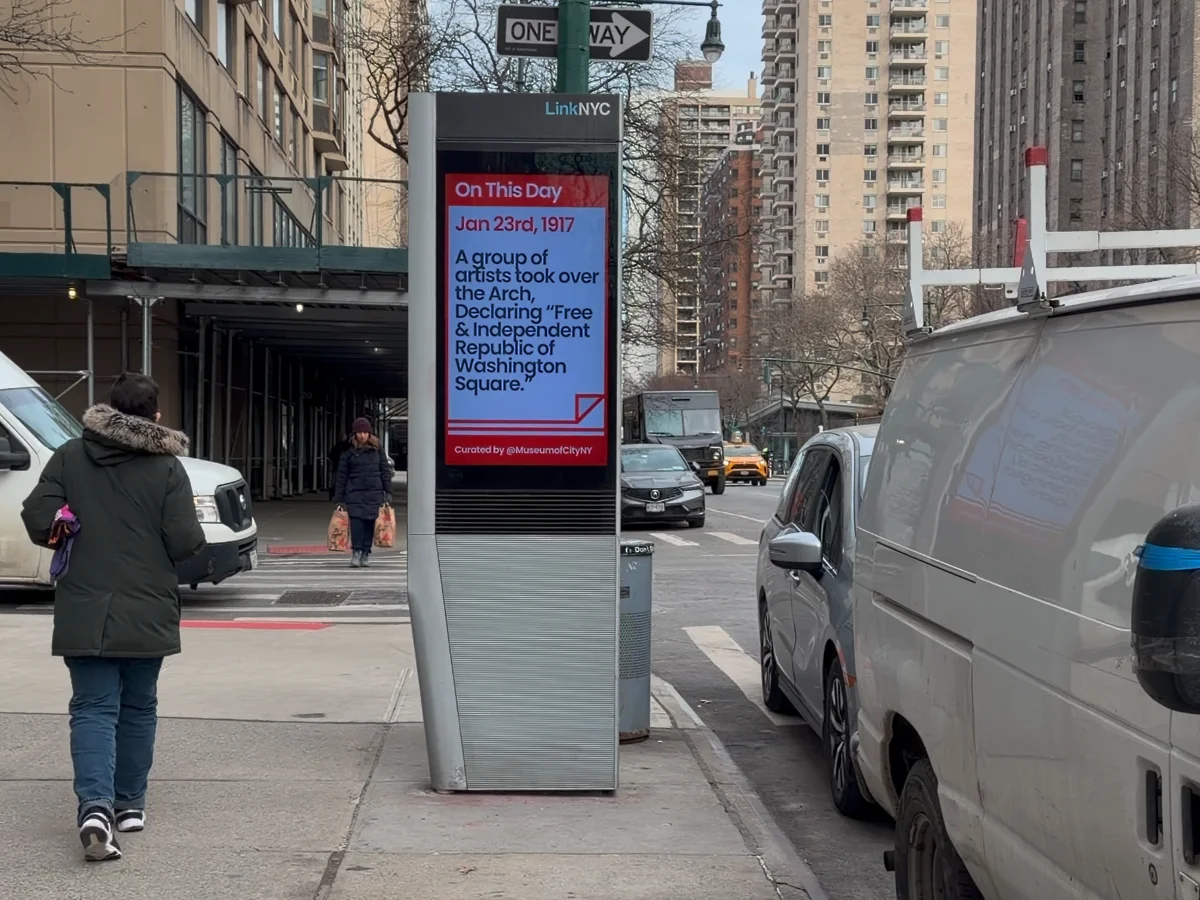 ONE WAY
LinkNYC
On This Day
Jan 23rd, 1917
A group of
artists took over
the Arch,
Declaring “Free
& Independent
Republic of
Washington
Square.”
Curated by @MuseumofCityNY